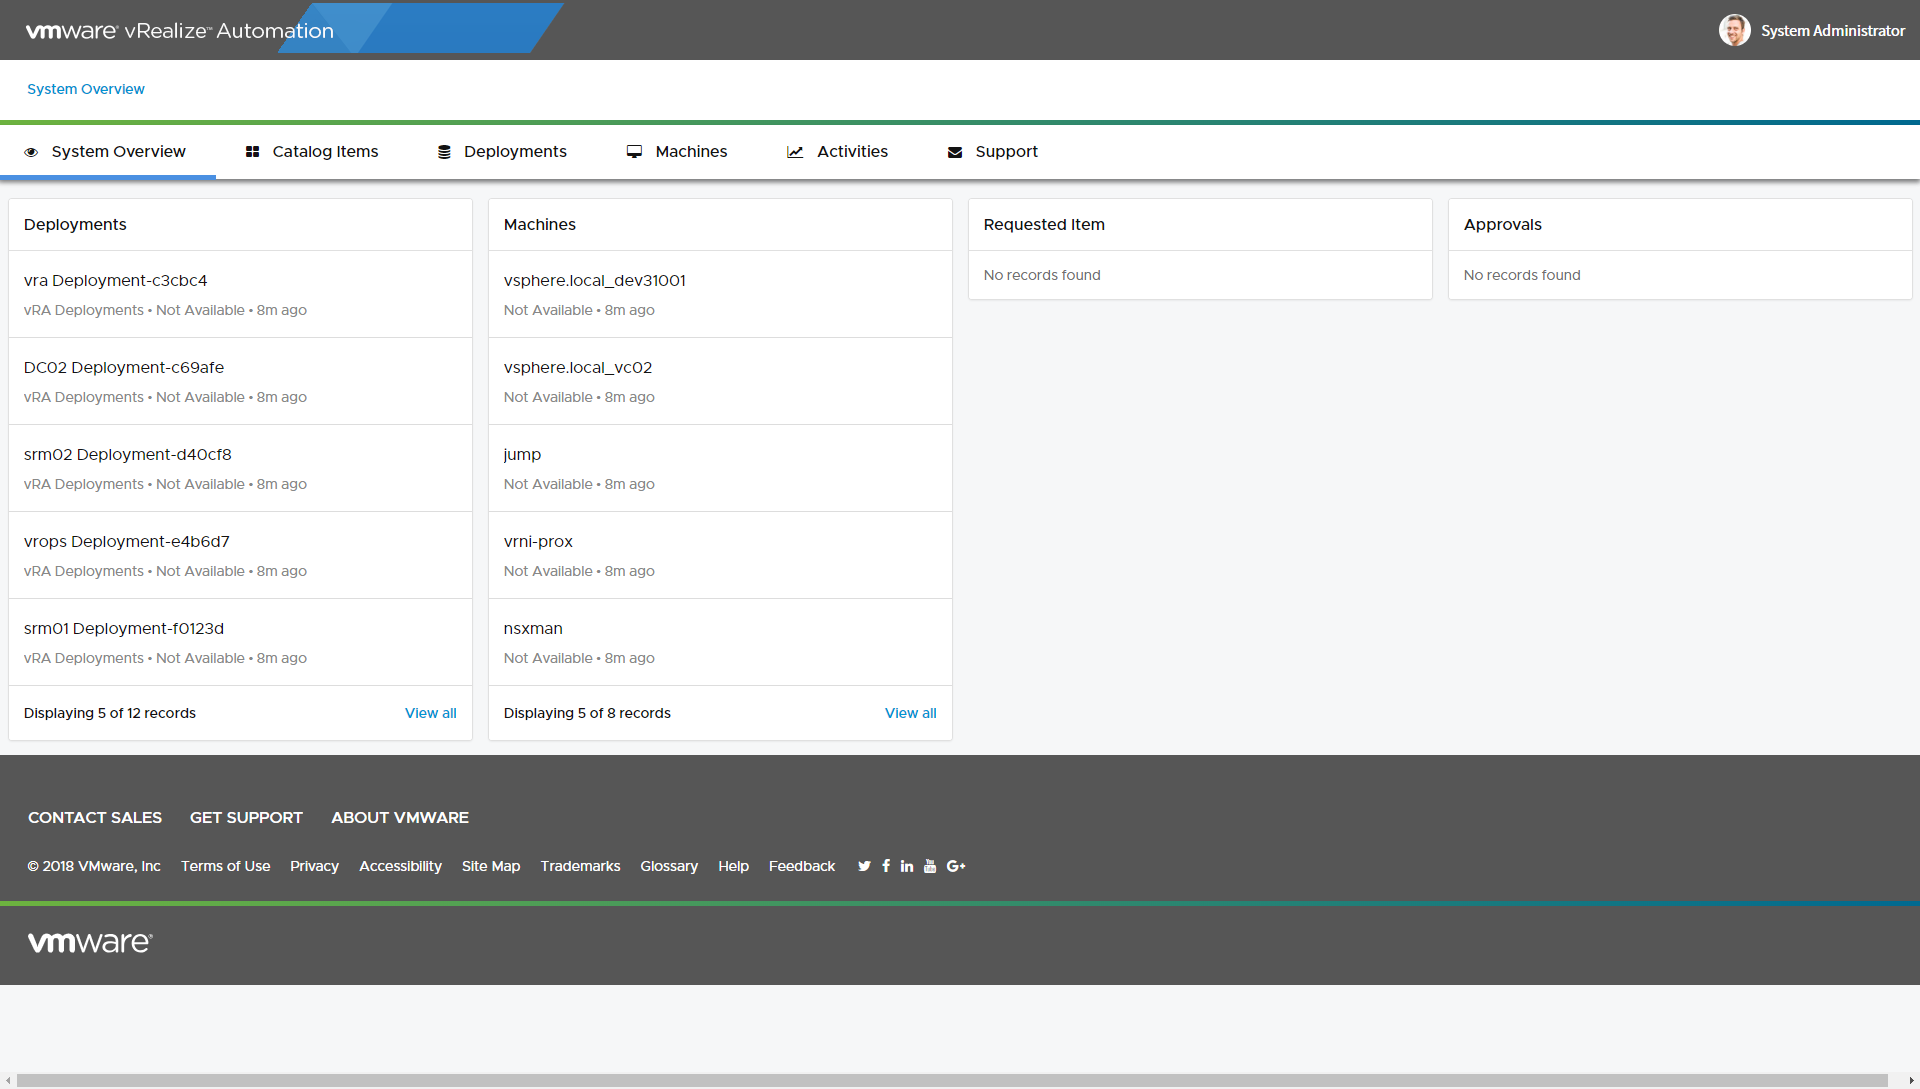 vmware® vRealize™ Automation
System Administrator
System Overview
System Overview
Catalog Items
Deployments
Machines
Activities
Support
Deployments
vra Deployment-c3cbc4
vRA Deployments • Not Available • 8m ago
DC02 Deployment-c69afe
vRA Deployments • Not Available • 8m ago
srm02 Deployment-d40cf8
vRA Deployments • Not Available • 8m ago
vrops Deployment-e4b6d7
vRA Deployments • Not Available • 8m ago
srm01 Deployment-f0123d
vRA Deployments • Not Available • 8m ago
Displaying 5 of 12 records
View all
Machines
vsphere.local_dev31001
Not Available • 8m ago
vsphere.local_vc02
Not Available • 8m ago
jump
Not Available • 8m ago
vrni-prox
Not Available • 8m ago
nsxman
Not Available • 8m ago
Displaying 5 of 8 records
View all
Requested Item
No records found
Approvals
No records found
CONTACT SALES
GET SUPPORT
ABOUT VMWARE
© 2018 VMware, Inc
Terms of Use
Privacy
Accessibility
Site Map
Trademarks
Glossary
Help
Feedback
vmware®